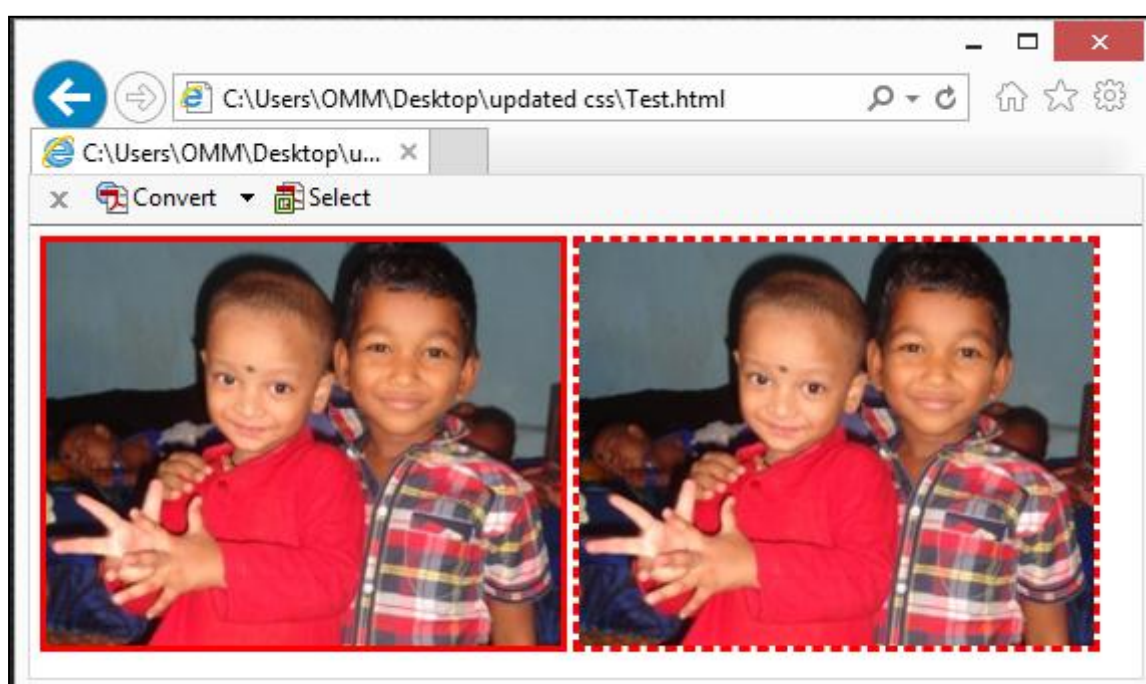 C:\Users\OMM\Desktop\updated css\Test.html
C:\Users\OMM\Desktop\u...
Convert Select